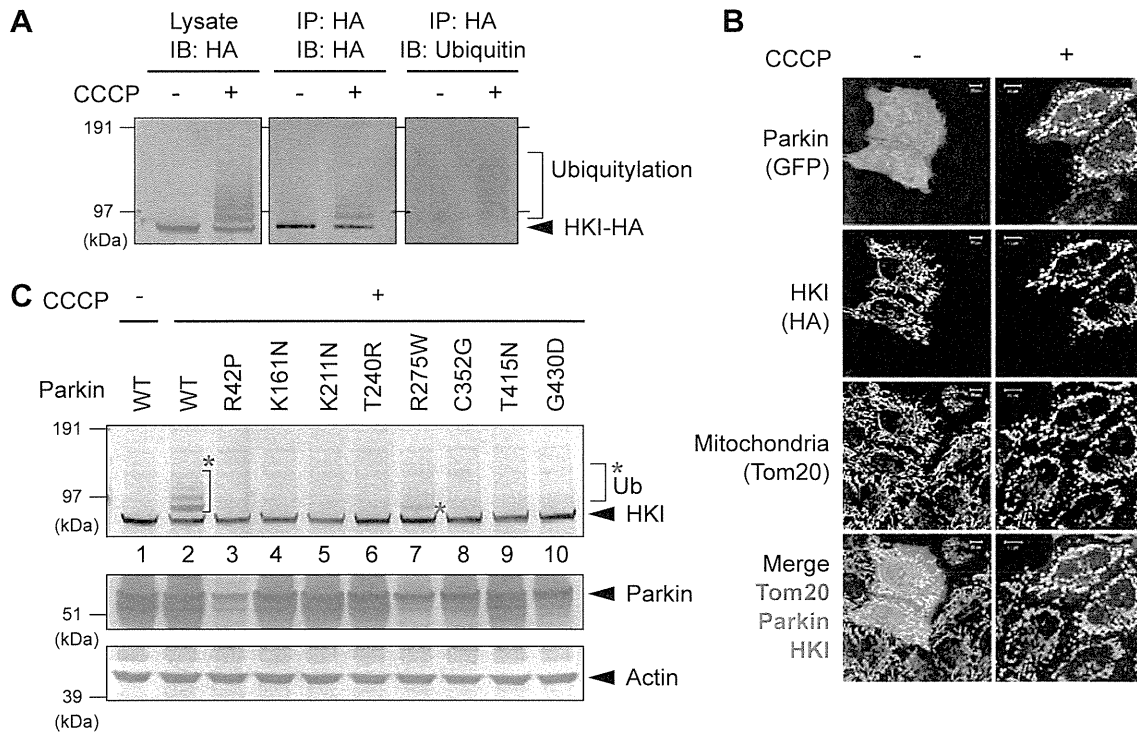 A
Lysate IP: HA IP: HA
IB: HA IB: HA IB: Ubiquitin
CCCP - + - + - +
191
97
(kDa)
Ubiquitylation
HKI-HA
B
CCCP - +
Parkin
(GFP)
HKI
(HA)
Mitochondria
(Tom20)
Merge
Tom20
Parkin
HKI
C
CCCP - +
Parkin WT WT R42P K161N K211N T240R R275W C352G T415N G430D
191
97
(kDa)
*
*
*
Ub
HKI
1 2 3 4 5 6 7 8 9 10
51
(kDa)
Parkin
39
(kDa)
Actin